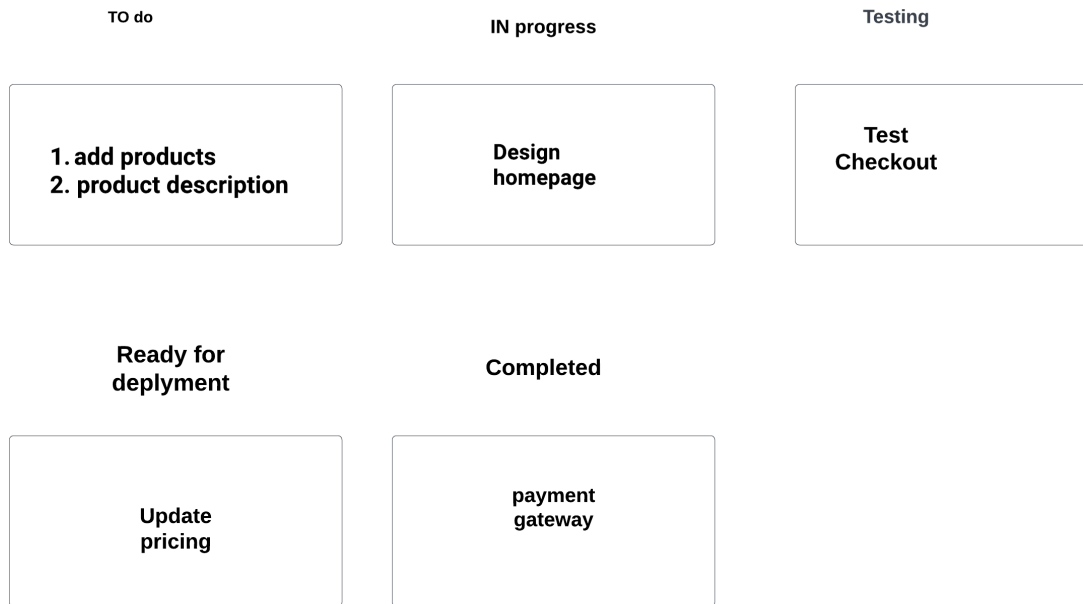 TO do
IN progress
Testing
1. add products
2. product description
Design
homepage
Test
Checkout
Ready for
deplyment
Completed
Update
pricing
payment
gateway